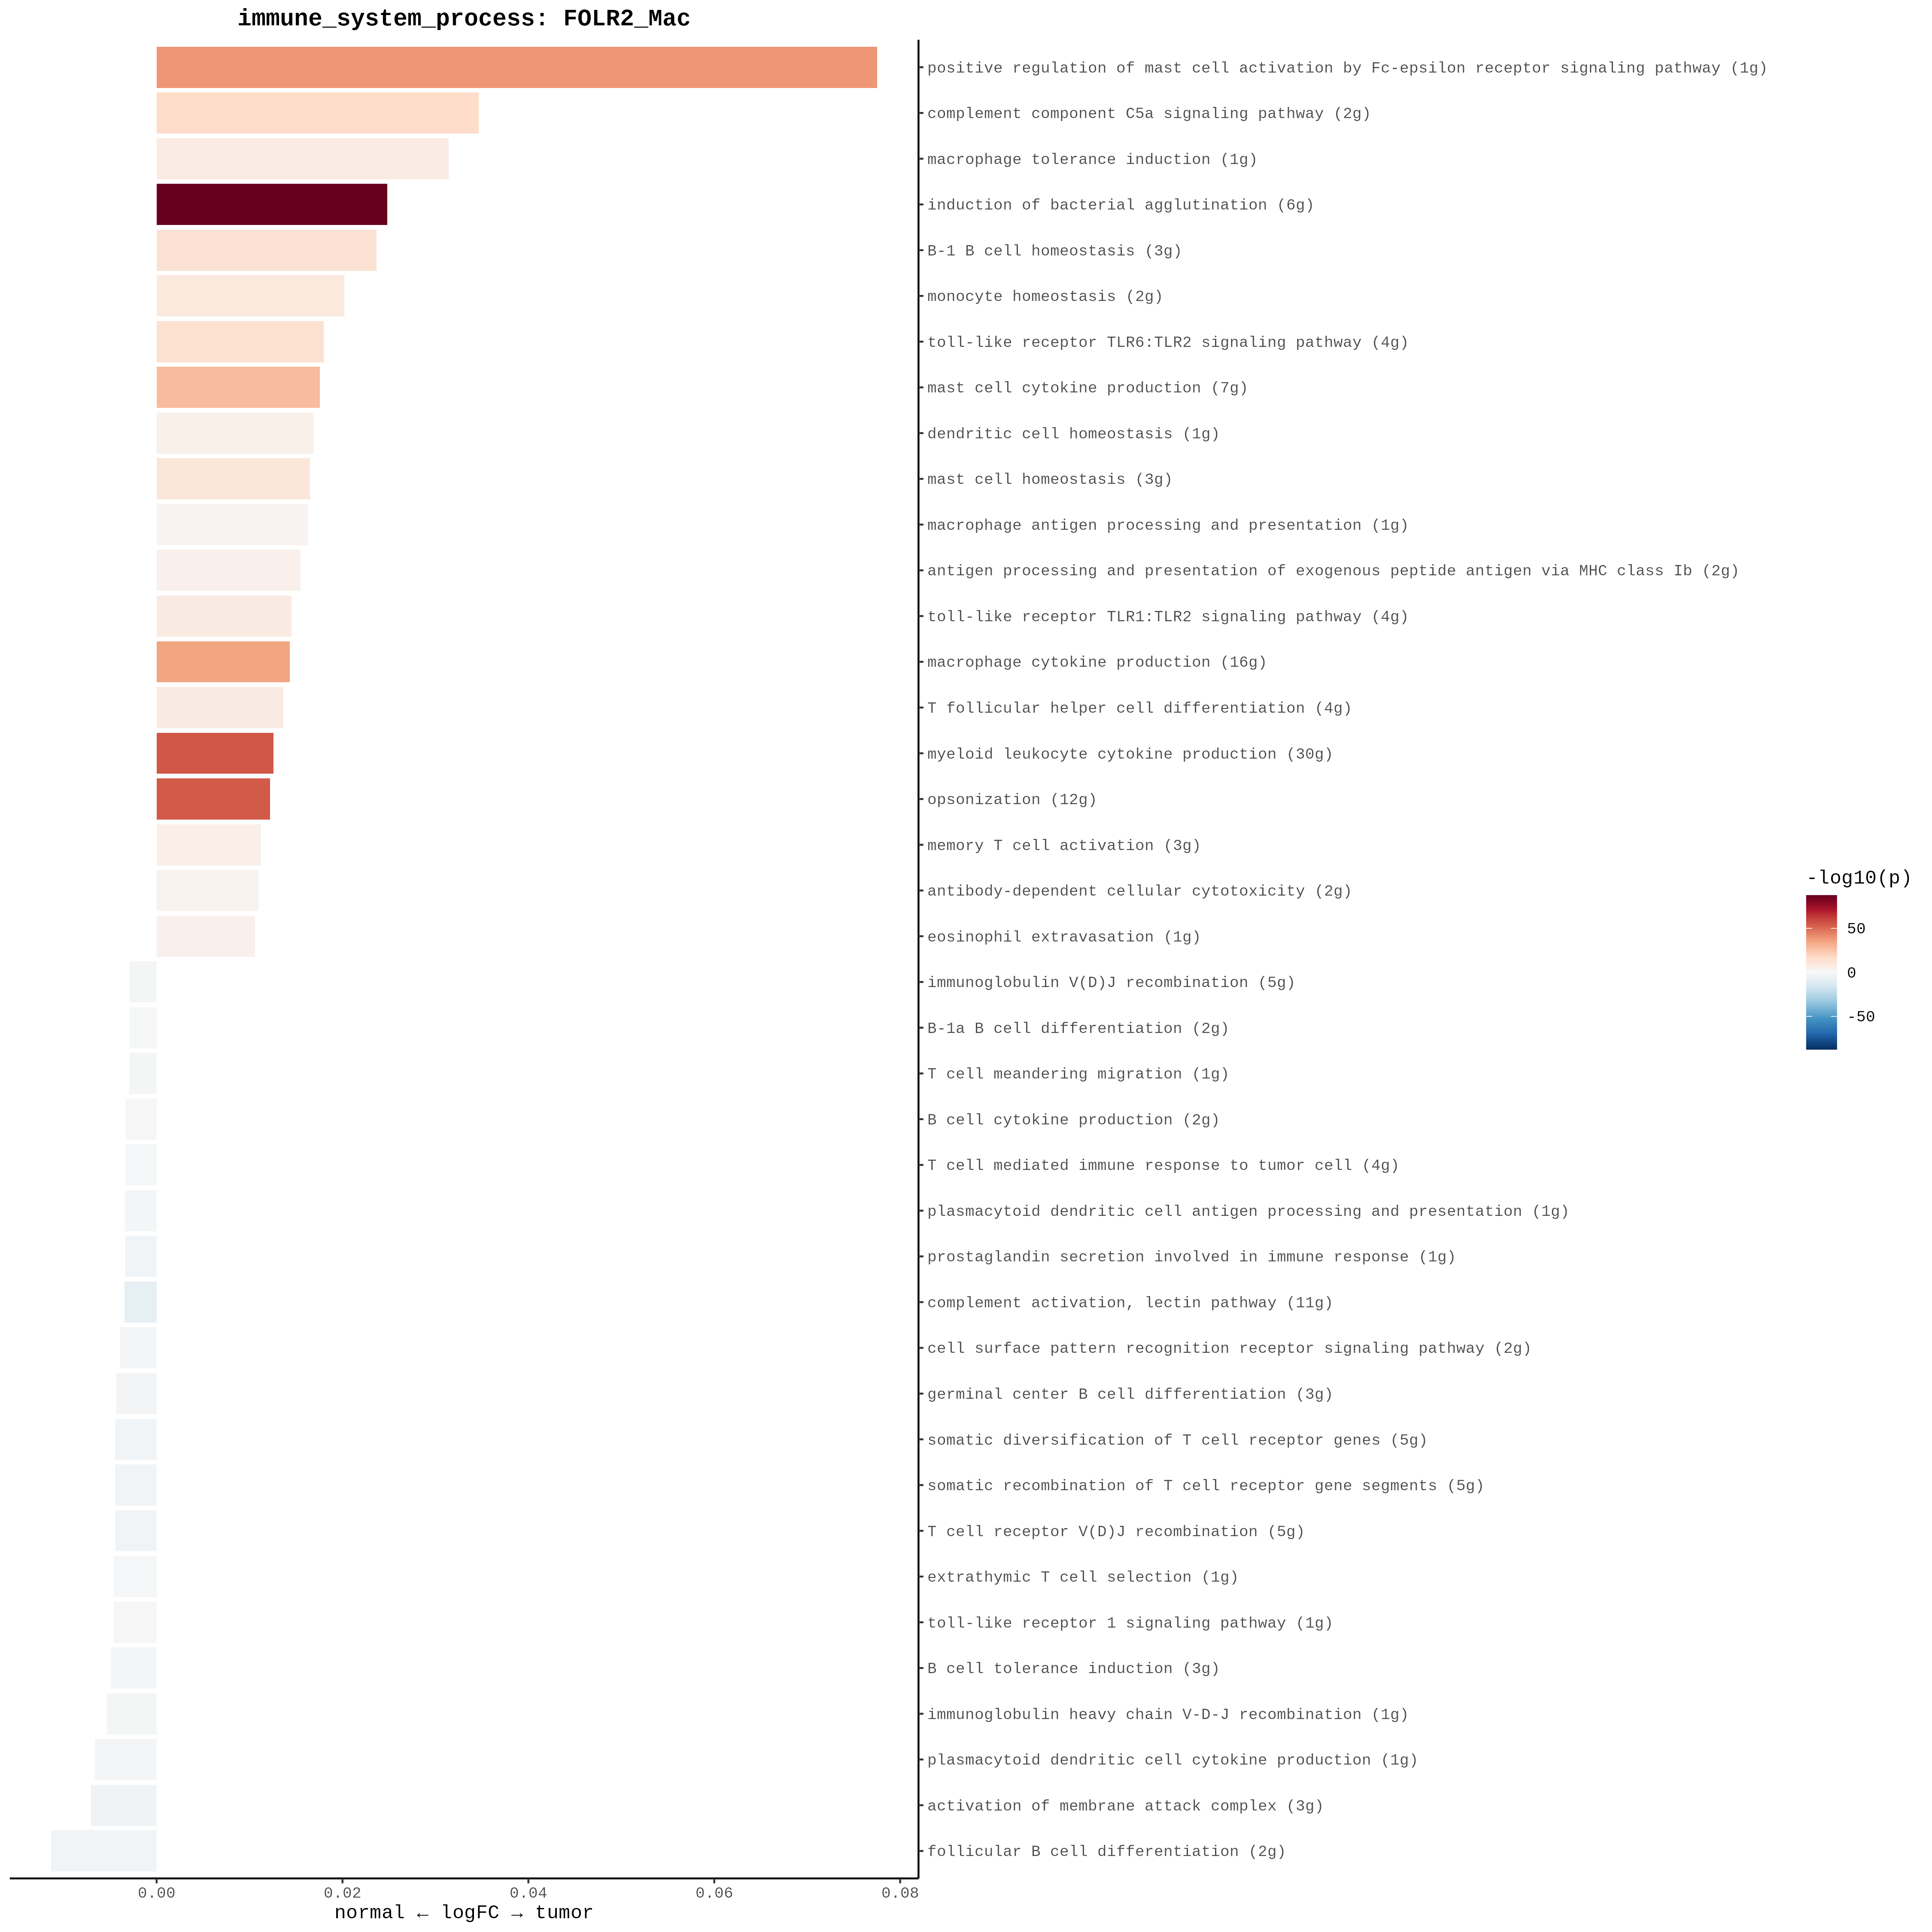 immune_system_process: FOLR2_Mac
positive regulation of mast cell activation by Fc-epsilon receptor signaling pathway (1g)
complement component C5a signaling pathway (2g)
macrophage tolerance induction (1g)
induction of bacterial agglutination (6g)
B-1 B cell homeostasis (3g)
monocyte homeostasis (2g)
toll-like receptor TLR6:TLR2 signaling pathway (4g)
mast cell cytokine production (7g)
dendritic cell homeostasis (1g)
mast cell homeostasis (3g)
macrophage antigen processing and presentation (1g)
antigen processing and presentation of exogenous peptide antigen via MHC class Ib (2g)
toll-like receptor TLR1:TLR2 signaling pathway (4g)
macrophage cytokine production (16g)
T follicular helper cell differentiation (4g)
myeloid leukocyte cytokine production (30g)
opsonization (12g)
memory T cell activation (3g)
antibody-dependent cellular cytotoxicity (2g)
eosinophil extravasation (1g)
immunoglobulin V(D)J recombination (5g)
B-1a B cell differentiation (2g)
T cell meandering migration (1g)
B cell cytokine production (2g)
T cell mediated immune response to tumor cell (4g)
plasmacytoid dendritic cell antigen processing and presentation (1g)
prostaglandin secretion involved in immune response (1g)
complement activation, lectin pathway (11g)
cell surface pattern recognition receptor signaling pathway (2g)
germinal center B cell differentiation (3g)
somatic diversification of T cell receptor genes (5g)
somatic recombination of T cell receptor gene segments (5g)
T cell receptor V(D)J recombination (5g)
extrathymic T cell selection (1g)
toll-like receptor 1 signaling pathway (1g)
B cell tolerance induction (3g)
immunoglobulin heavy chain V-D-J recombination (1g)
plasmacytoid dendritic cell cytokine production (1g)
activation of membrane attack complex (3g)
follicular B cell differentiation (2g)
0.00 0.02 0.04 0.06 0.08
normal ← logFC → tumor
-log10(p)
50
0
-50